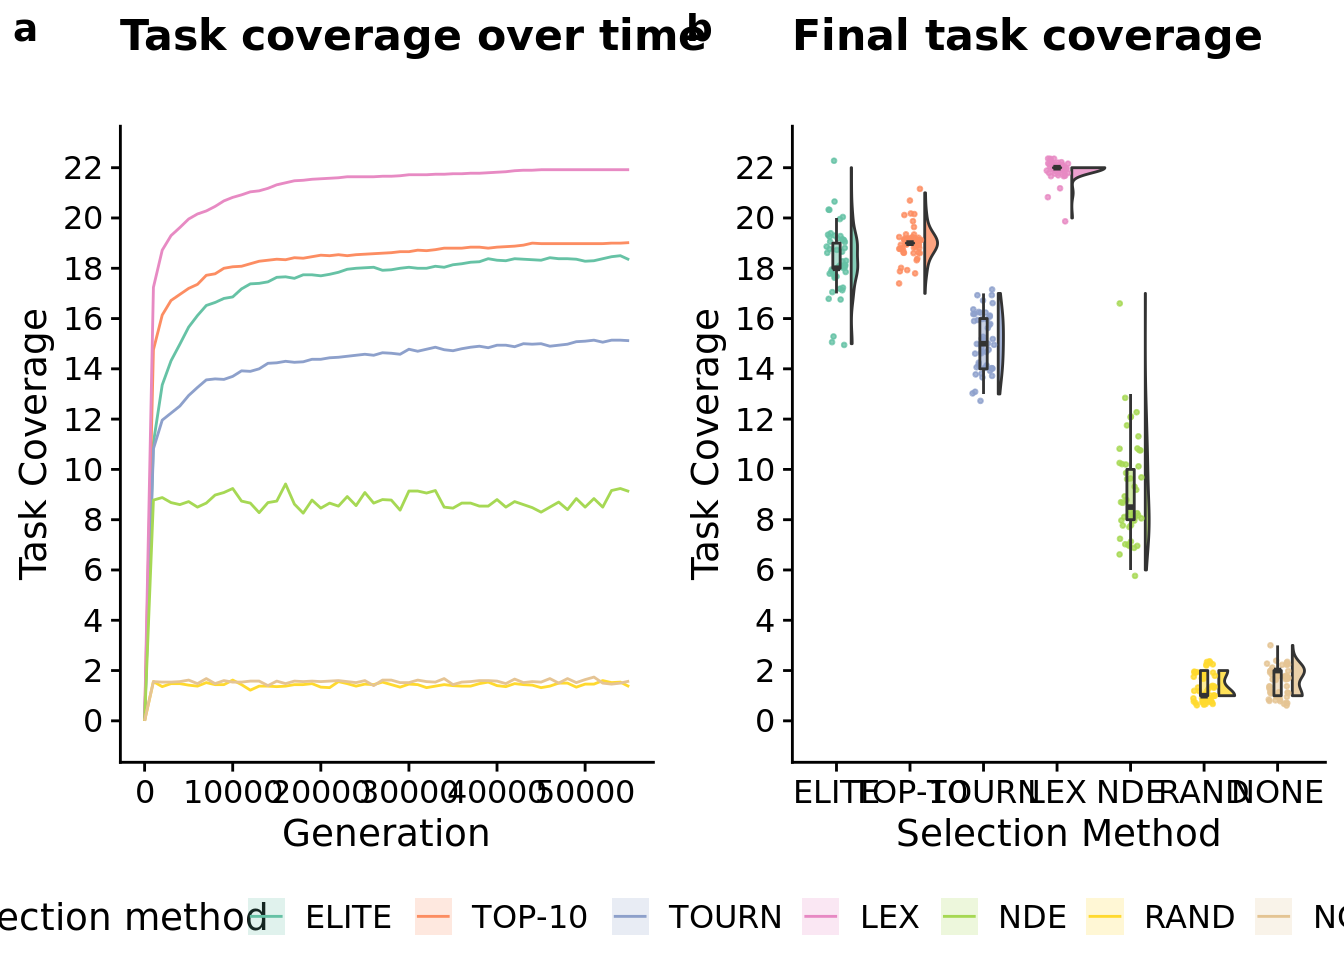 a
Task coverage over time
Task Coverage
22
20
18
16
14
12
10
8
6
4
2
0
0 10000 20000 30000 40000 50000
Generation
b
Final task coverage
Task Coverage
22
20
18
16
14
12
10
8
6
4
2
0
ELITE TOP-10 TOURN LEX NDE RAND NONE
Selection Method
ection method ELITE TOP-10 TOURN LEX NDE RAND